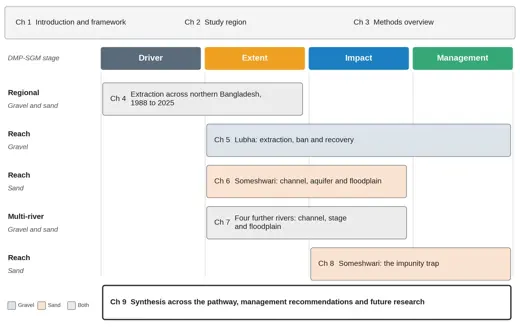 Ch 1 Introduction and framework
Ch 2 Study region
Ch 3 Methods overview
DMP-SGM stage
Driver
Extent
Impact
Management
Regional
Gravel and sand
Ch 4 Extraction across northern Bangladesh,
1988 to 2025
Reach
Gravel
Ch 5 Lubha: extraction, ban and recovery
Reach
Sand
Ch 6 Someshwari: channel, aquifer and floodplain
Multi-river
Gravel and sand
Ch 7 Four further rivers: channel, stage
and floodplain
Reach
Sand
Ch 8 Someshwari: the impunity trap
Ch 9 Synthesis across the pathway, management recommendations and future research
Gravel
Sand
Both